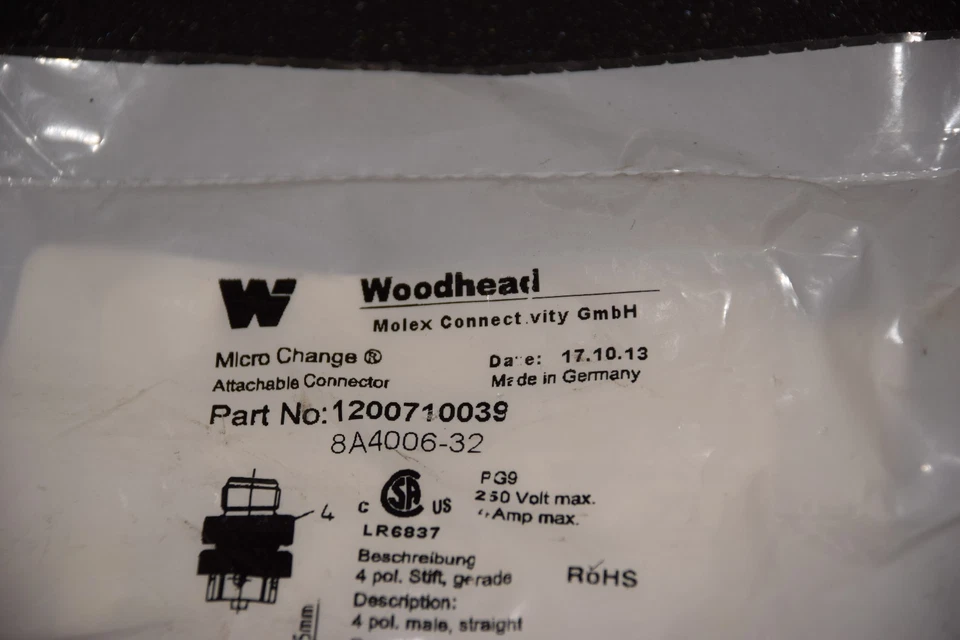 W Woodhead
Molex Connectivity GmbH
Micro Change ®
Date: 17.10.13
Attachable Connector
Made in Germany
Part No: 1200710039
8A4006-32
PG9
C SA US
250 Volt max.
Amp max.
4
LR6837
Beschreibung
4 pol. Stift, gerade
RoHS
Description:
4 pol. male, straight